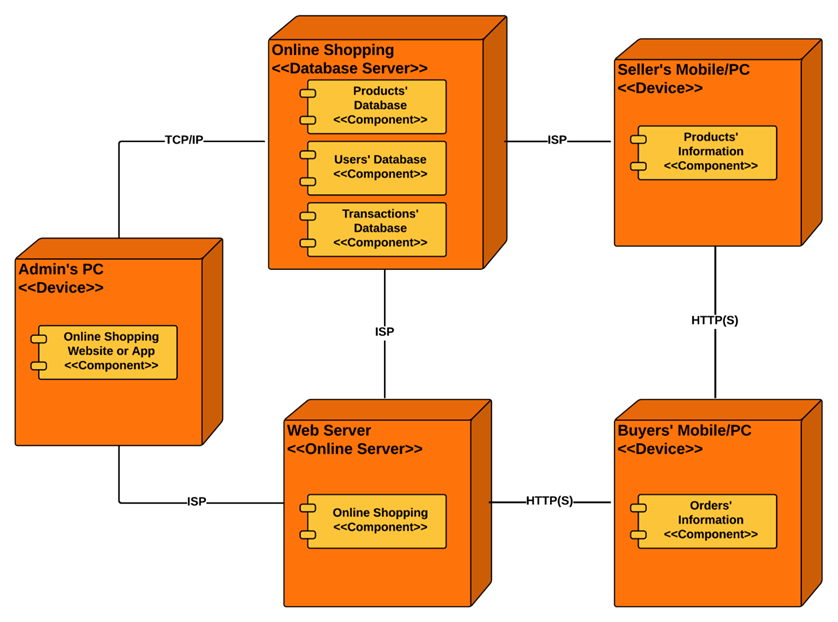 Online Shopping
<<Database Server>>
Products'
Database
<<Component>>
Users' Database
<<Component>>
Transactions'
Database
<<Component>>
Seller's Mobile/PC
<<Device>>
Products'
Information
<<Component>>
TCP/IP
ISP
Admin's PC
<<Device>>
Online Shopping
Website or App
<<Component>>
ISP
HTTP(S)
Web Server
<<Online Server>>
Online Shopping
<<Component>>
Buyers' Mobile/PC
<<Device>>
Orders'
Information
<<Component>>
ISP
HTTP(S)